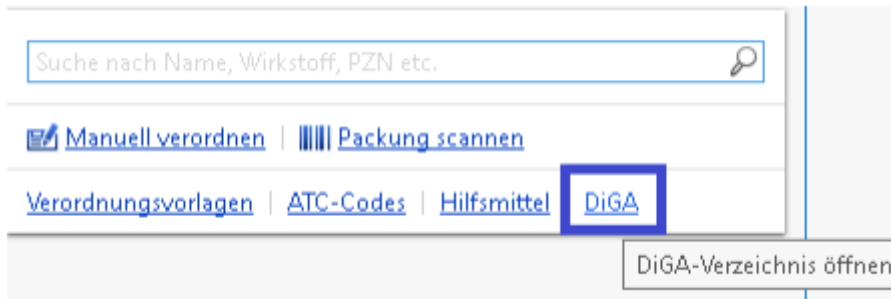 Suche nach Name, Wirkstoff, PZN etc.
Manuell verordnen | Packung scannen
Verordnungsvorlagen | ATC-Codes | Hilfsmittel DiGA
DiGA-Verzeichnis öffnen